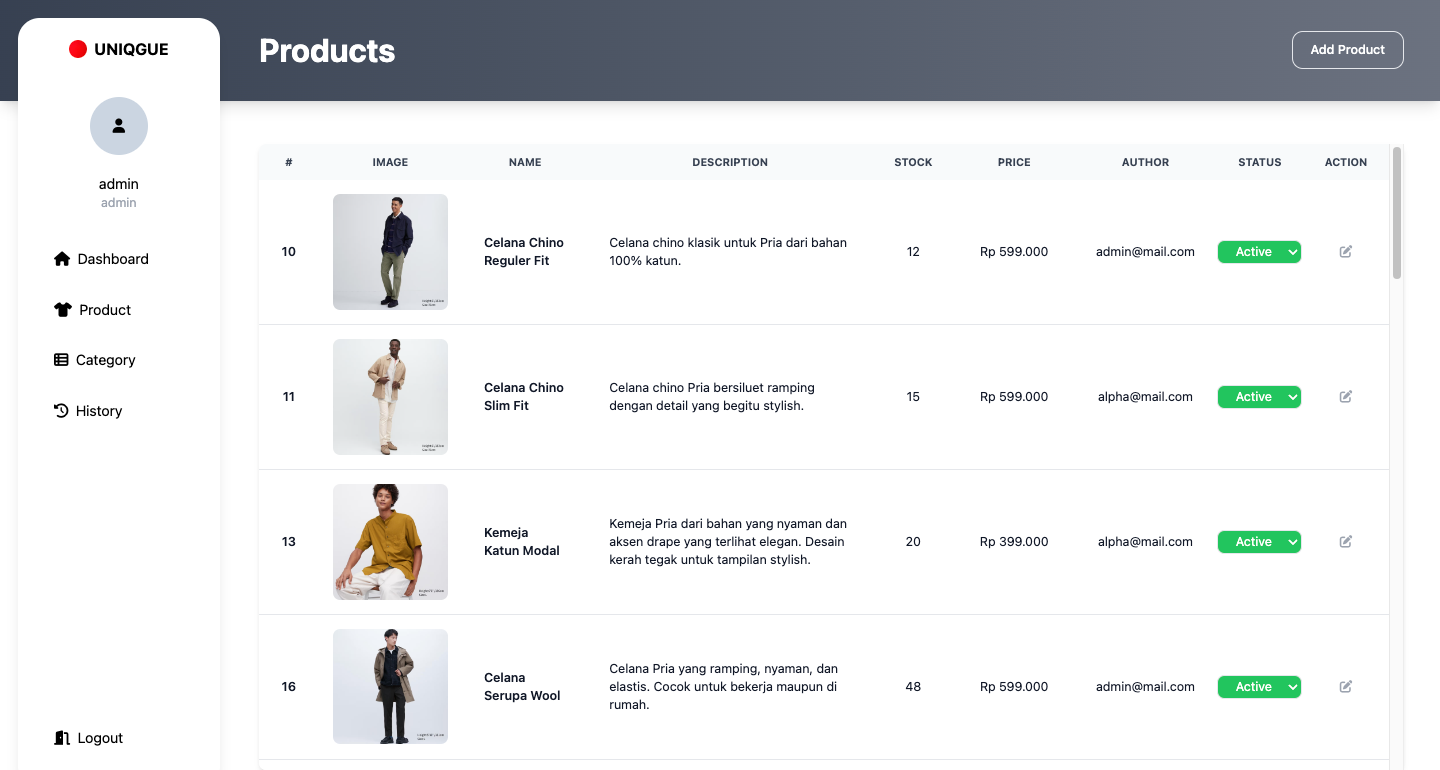 UNIQGUE
admin
admin
Dashboard
Product
Category
History
Logout
Products
Add Product
# IMAGE NAME DESCRIPTION STOCK PRICE AUTHOR STATUS ACTION
10 Celana Chino Reguler Fit Celana chino klasik untuk Pria dari bahan 100% katun. 12 Rp 599.000 admin@mail.com Active
11 Celana Chino Slim Fit Celana chino Pria bersiluet ramping dengan detail yang begitu stylish. 15 Rp 599.000 alpha@mail.com Active
13 Kemeja Katun Modal Kemeja Pria dari bahan yang nyaman dan aksen drape yang terlihat elegan. Desain kerah tegak untuk tampilan stylish. 20 Rp 399.000 alpha@mail.com Active
16 Celana Serupa Wool Celana Pria yang ramping, nyaman, dan elastis. Cocok untuk bekerja maupun di rumah. 48 Rp 599.000 admin@mail.com Active